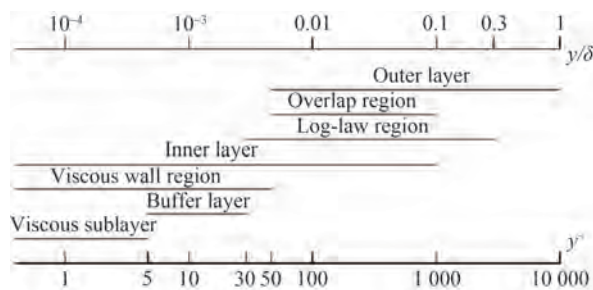 10⁻⁴ 10⁻³ 0.01 0.1 0.3 1
y/δ
Outer layer
Overlap region
Log-law region
Inner layer
Viscous wall region
Buffer layer
Viscous sublayer
y⁺
1 5 10 30 50 100 1 000 10 000